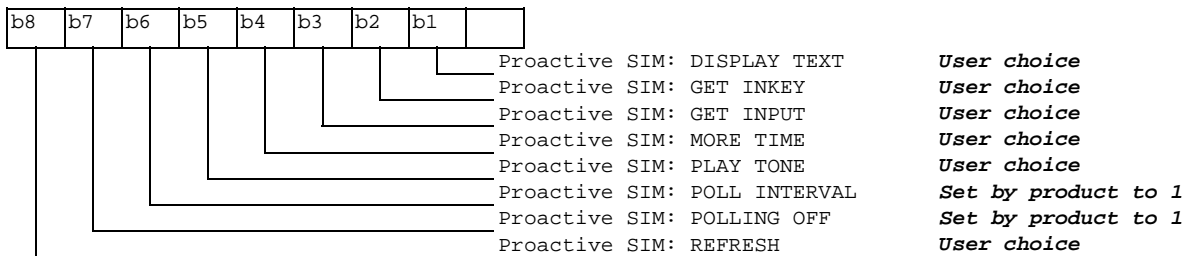 b8 b7 b6 b5 b4 b3 b2 b1
Proactive SIM: DISPLAY TEXT User choice
Proactive SIM: GET INKEY User choice
Proactive SIM: GET INPUT User choice
Proactive SIM: MORE TIME User choice
Proactive SIM: PLAY TONE User choice
Proactive SIM: POLL INTERVAL Set by product to 1
Proactive SIM: POLLING OFF Set by product to 1
Proactive SIM: REFRESH User choice